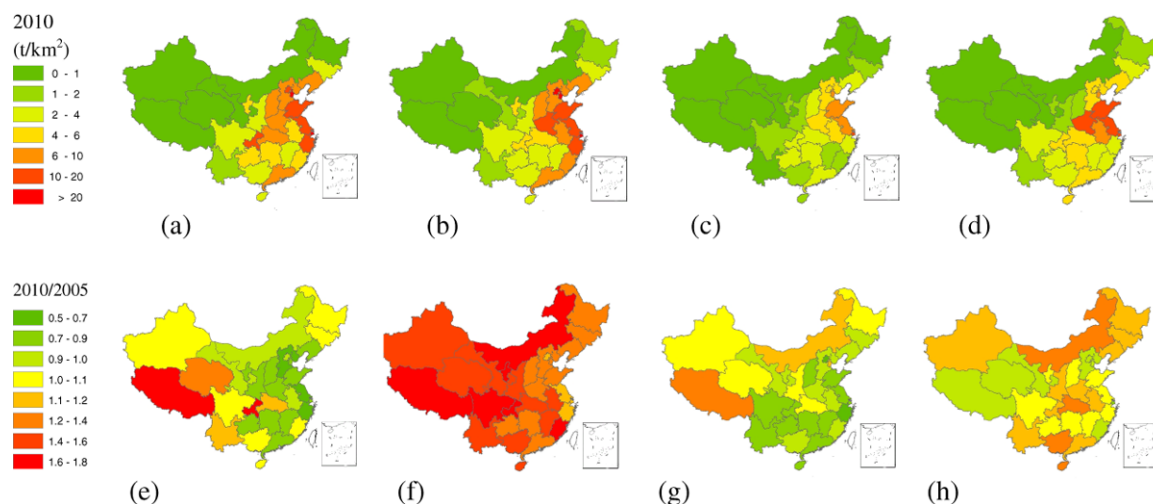 2010
(t/km²)
0 - 1
1 - 2
2 - 4
4 - 6
6 - 10
10 - 20
> 20
(a) (b) (c) (d)
2010/2005
0.5 - 0.7
0.7 - 0.9
0.9 - 1.0
1.0 - 1.1
1.1 - 1.2
1.2 - 1.4
1.4 - 1.6
1.6 - 1.8
(e) (f) (g) (h)